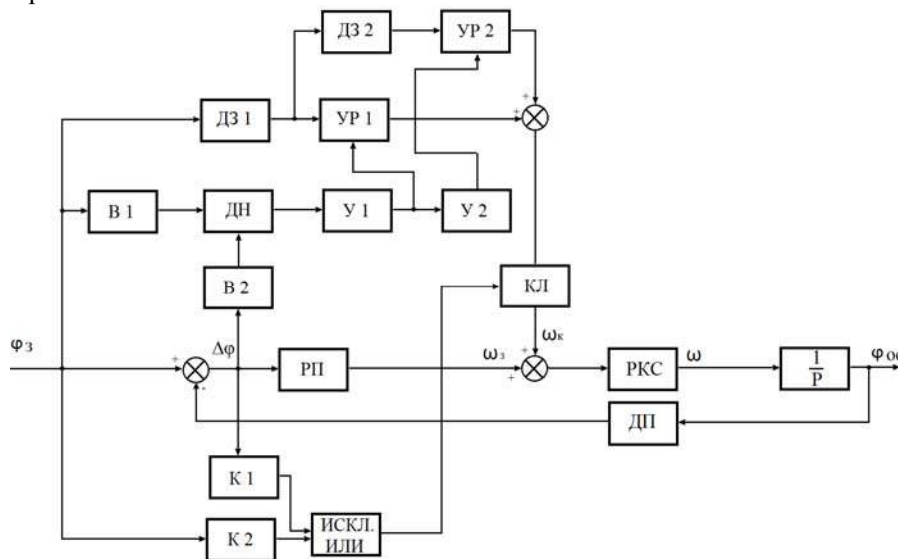 ДЗ 2
УР 2
ДЗ 1
УР 1
+
+
В 1
ДН
У 1
У 2
В 2
КЛ
φз
+
Δφ
-
РП
ωз
ωк
+
+
РКС
ω
1
Р
φос
ДП
К 1
К 2
ИСКЛ.
ИЛИ